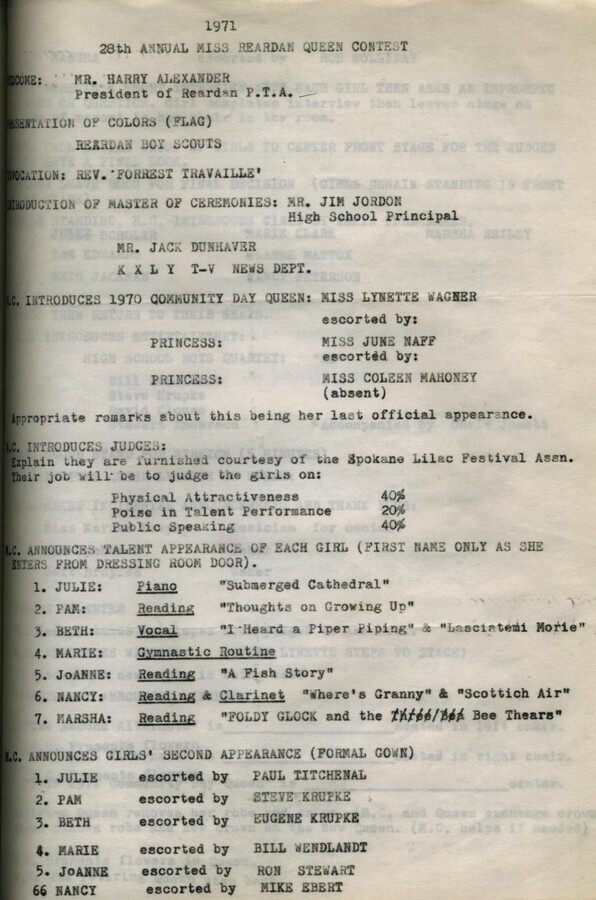 1971
28th ANNUAL MISS REARDAN QUEEN CONTEST
MR. HARRY ALEXANDER
President of Reardan P.T.A.
ESENTATION OF COLORS (FLAG)
REARDAN BOY SCOUTS
VOCATION: REV. FORREST TRAVAILLE'
TRODUCTION OF MASTER OF CEREMONIES: MR. JIM JORDON
High School Principal
MR. JACK DUNHAVER
K X L Y T-V NEWS DEPT.
.C. INTRODUCES 1970 QOMMUNITY DAY QUEEN: MISS LYNETTE WAGNER
escorted by:
PRINCESS: MISS JUNE NAFF
escorted by:
PRINCESS: MISS COLEEN MAHONEY
(absent)
Appropriate remarks about this being her last official appearance.
.C. INTRODUCES JUDGES:
Explain they are furnished courtesy of the Spokane Lilac Festival Assn.
Their job will be to judge the girls on:
Physical Attractiveness 40%
Poise in Talent Performance 20%
Public Speaking 40%
M.C. ANNOUNCES TALENT APPEARANCE OF EACH GIRL (FIRST NAME ONLY AS SHE
ENTERS FROM DRESSING ROOM DOOR).
1. JULIE: Piano "Submerged Cathedral"
2. PAM: Reading "Thoughts on Growing Up"
3. BETH: Vocal "I Heard a Piper Piping" & "Lasciatemi Morie"
4. MARIE: Gymnastic Routine
5. JoANNE: Reading "A Fish Story"
6. NANCY: Reading & Clarinet "Where's Granny" & "Scottich Air"
7. MARSHA: Reading "FOLDY GLOCK and the Bee Thears"
M.C. ANNOUNCES GIRLS' SECOND APPEARANCE (FORMAL GOWN)
1. JULIE escorted by PAUL TITCHENAL
2. PAM escorted by STEVE KRUPKE
3. BETH escorted by EUGENE KRUPKE
4. MARIE escorted by BILL WENDLANDT
5. JoANNE escorted by RON STEWART
66 NANCY escorted by MIKE EBERT